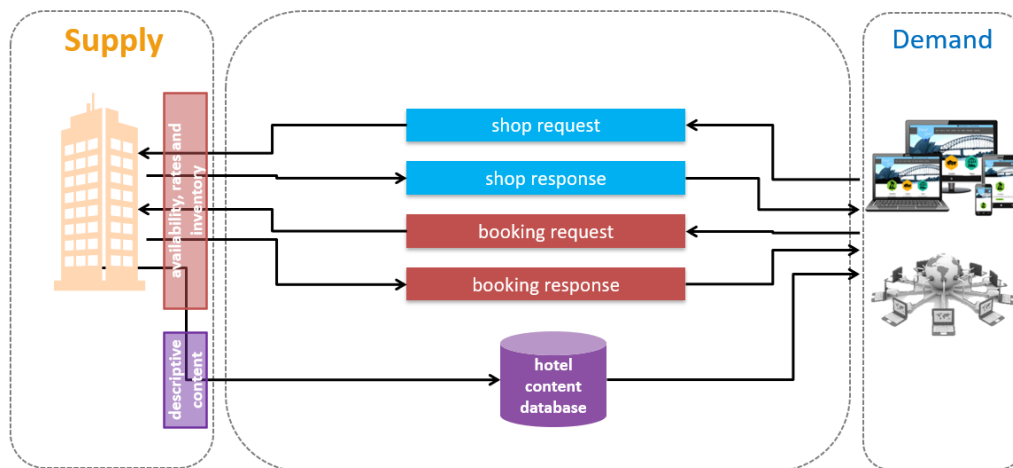 Supply
Demand
availability, rates and
inventory
shop request
shop response
booking request
booking response
descriptive
content
hotel
content
database